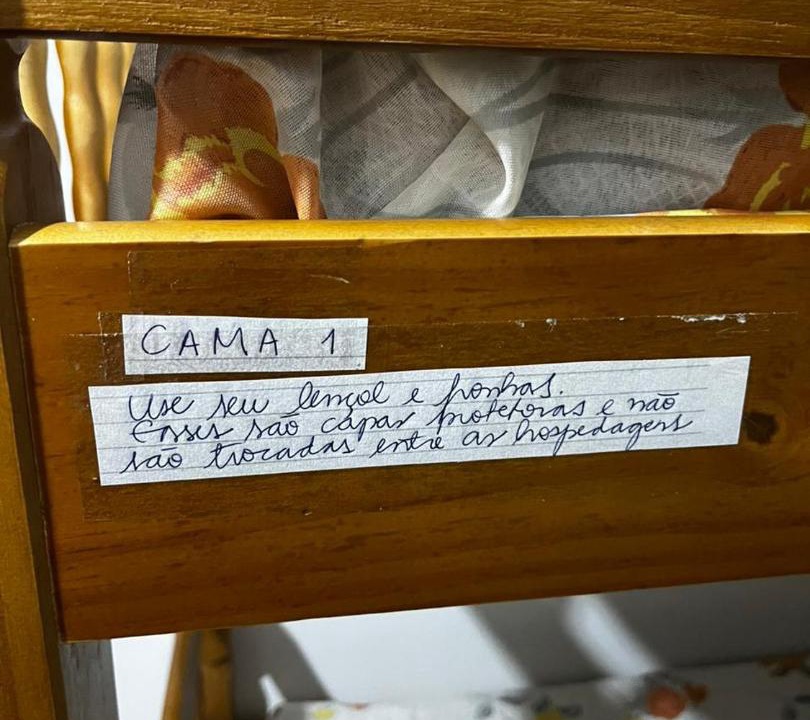 CAMA 1
Use seu lençol e fronhas.
Esses são capas protetoras e não
são trocadas entre as hospedagens